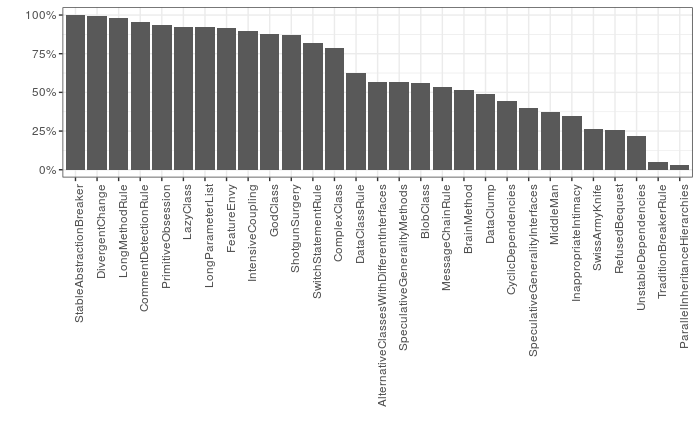 100%
75%
50%
25%
0%
StableAbstractionBreaker
DivergentChange
LongMethodRule
CommentDetectionRule
PrimitiveObsession
LazyClass
LongParameterList
FeatureEnvy
IntensiveCoupling
GodClass
ShotgunSurgery
SwitchStatementRule
ComplexClass
DataClassRule
AlternativeClassesWithDifferentInterfaces
SpeculativeGeneralityMethods
BlobClass
MessageChainRule
BrainMethod
DataClump
CyclicDependencies
SpeculativeGeneralityInterfaces
MiddleMan
InappropriateIntimacy
SwissArmyKnife
RefusedBequest
UnstableDependencies
TraditionBreakerRule
ParallelInheritanceHierarchies